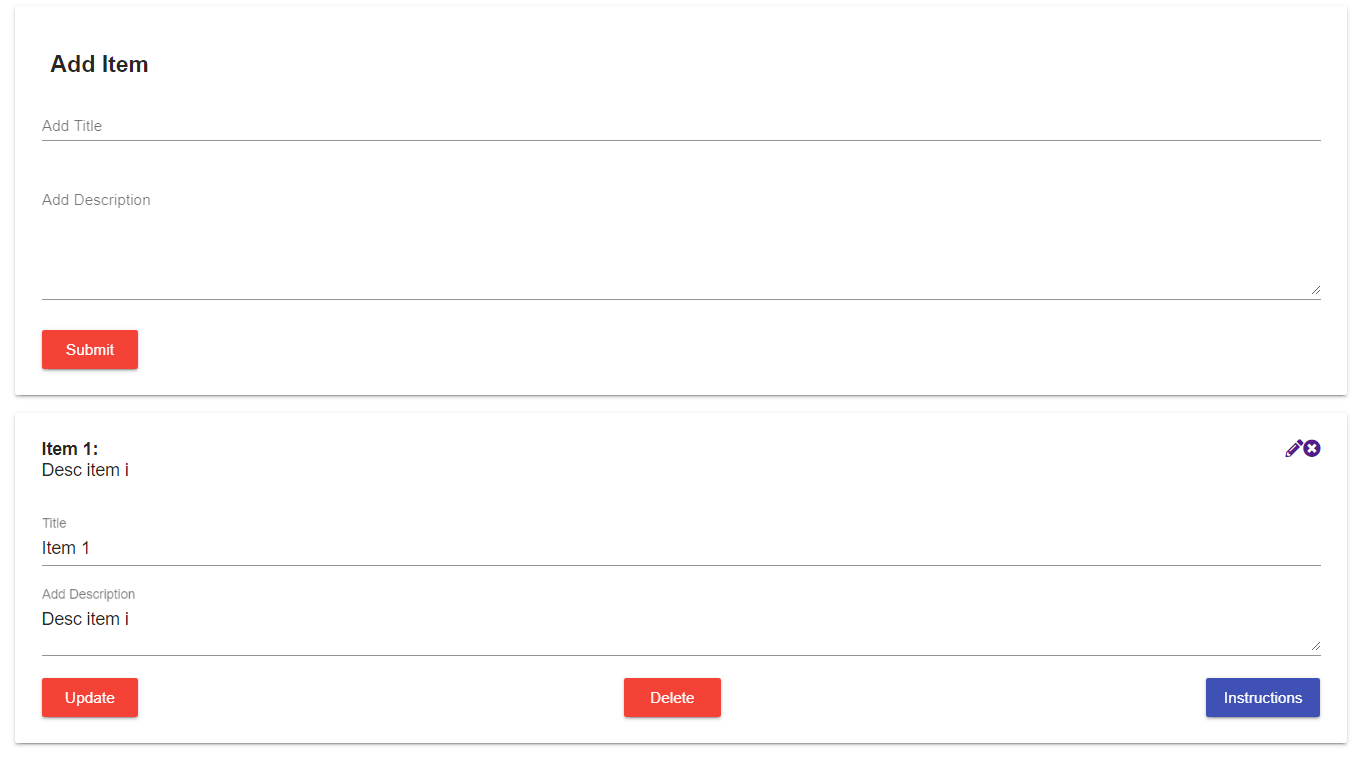 Add Item
Add Title
Add Description
Submit
Item 1:
Desc item i
Title
Item 1
Add Description
Desc item i
Update Delete Instructions